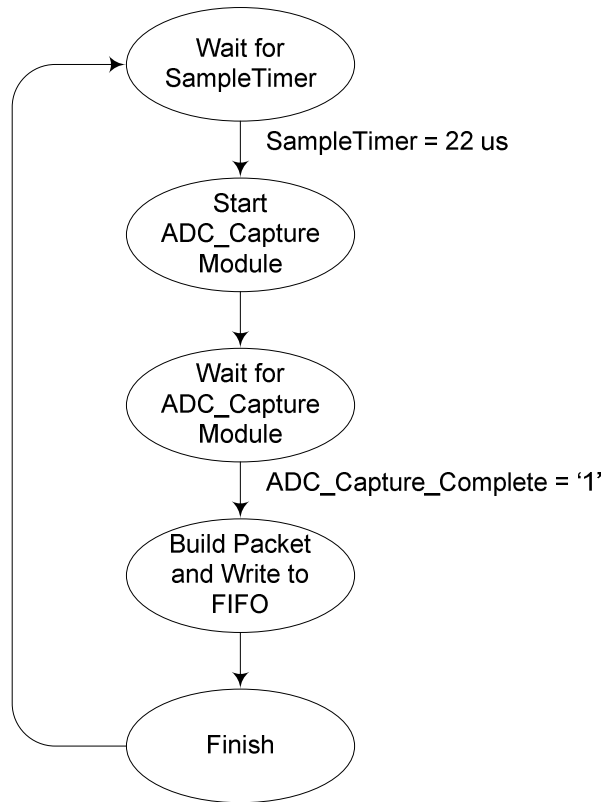 Wait for
SampleTimer
SampleTimer = 22 us
Start
ADC_Capture
Module
Wait for
ADC_Capture
Module
ADC_Capture_Complete = ‘1’
Build Packet
and Write to
FIFO
Finish